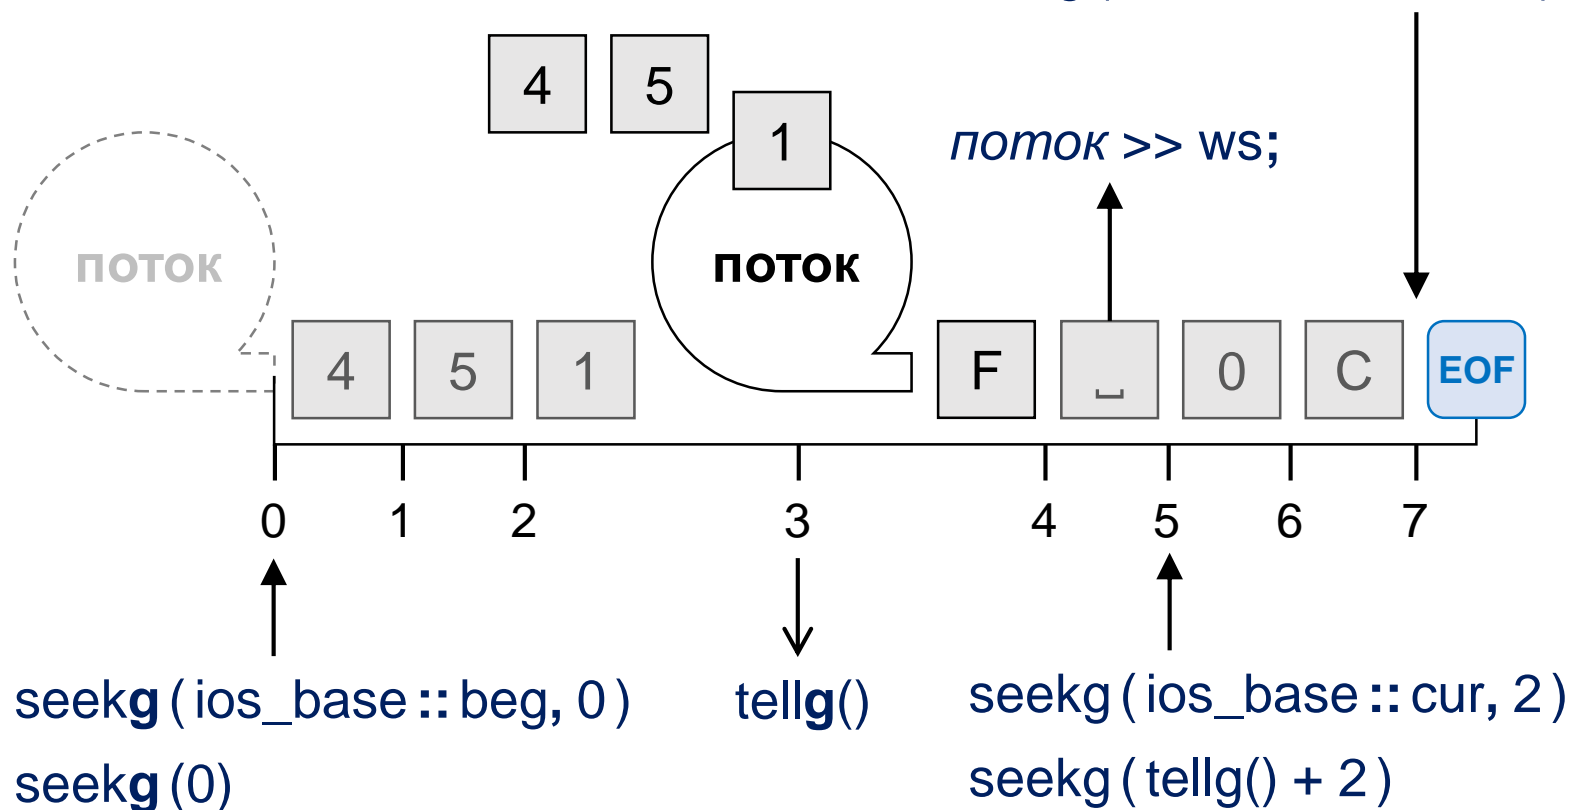 4 5
1
поток >> ws;
поток
поток
4 5 1 F ␣ 0 C EOF
0 1 2 3 4 5 6 7
seekg(ios_base::beg, 0) tellg() seekg(ios_base::cur, 2)
seekg(0) seekg(tellg() + 2)